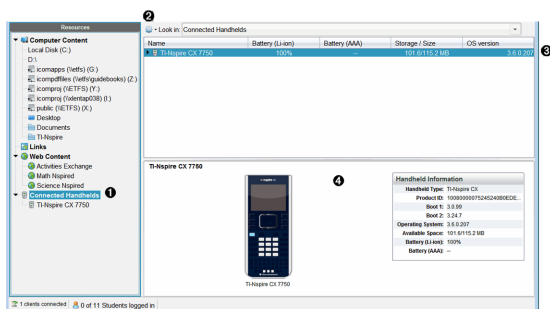 Resources
Computer Content
Local Disk (C:)
D:\
icomapps (\\etfs) (G:)
icompdffiles (\\etfs\guidebooks) (Z:)
icomproj (\\ETFS) (Y:)
icomproj (\\xlentap038) (I:)
public (\\ETFS) (X:)
Desktop
Documents
TI-Nspire
Links
Web Content
Activities Exchange
Math Nspired
Science Nspired
Connected Handhelds ❶
TI-Nspire CX 7750
❷
Look in: Connected Handhelds
Name Battery (Li-ion) Battery (AAA) Storage / Size OS version
TI-Nspire CX 7750 100% -- 101.6/115.2 MB 3.6.0.207 ❸
TI-Nspire CX 7750
❹
TI-Nspire CX 7750
Handheld Information
Handheld Type: TI-Nspire CX
Boot 1: 3.0.99
Boot 2: 3.24.7
Operating System: 3.6.0.207
Available Space: 101.6/115.2 MB
Battery (Li-ion): 100%
Battery (AAA): --
1 clients connected 0 of 11 Students logged in